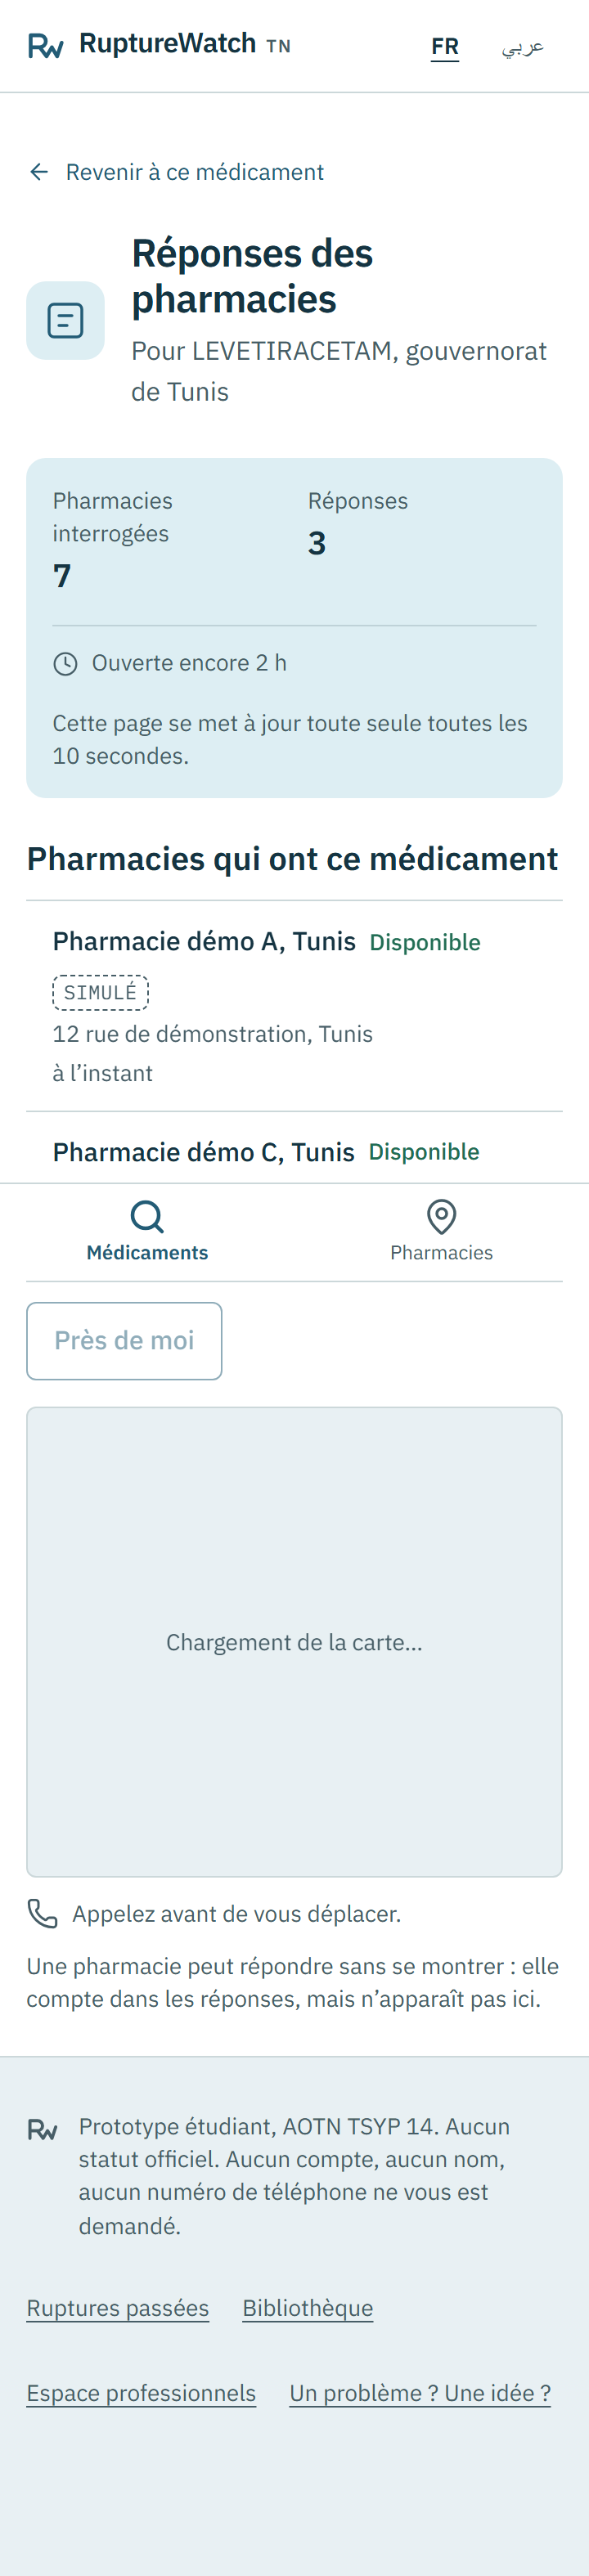 RuptureWatch TN
FR
عربي
Revenir à ce médicament
Réponses des
pharmacies
Pour LEVETIRACETAM, gouvernorat
de Tunis
Pharmacies
interrogées
7
Réponses
3
Ouverte encore 2 h
Cette page se met à jour toute seule toutes les
10 secondes.
Pharmacies qui ont ce médicament
Pharmacie démo A, Tunis Disponible
SIMULÉ
12 rue de démonstration, Tunis
à l’instant
Pharmacie démo C, Tunis Disponible
Médicaments
Pharmacies
Près de moi
Chargement de la carte…
Appelez avant de vous déplacer.
Une pharmacie peut répondre sans se montrer : elle
compte dans les réponses, mais n’apparaît pas ici.
Prototype étudiant, AOTN TSYP 14. Aucun
statut officiel. Aucun compte, aucun nom,
aucun numéro de téléphone ne vous est
demandé.
Ruptures passées
Bibliothèque
Espace professionnels
Un problème ? Une idée ?